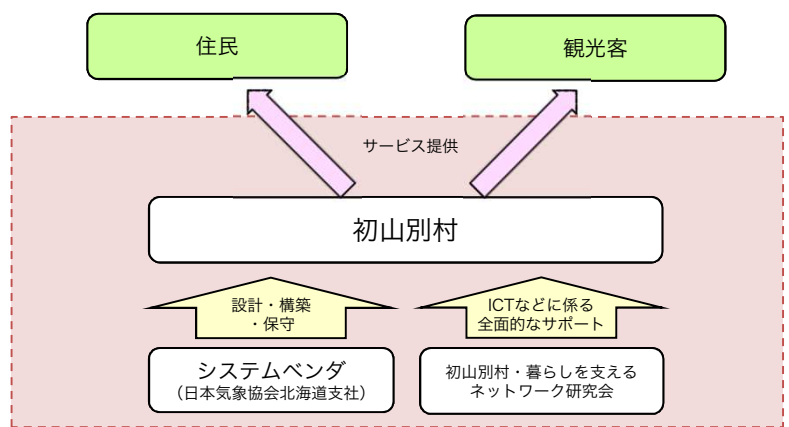 住民
観光客
サービス提供
初山別村
設計・構築
・保守
ICTなどに係る
全面的なサポート
システムベンダ
（日本気象協会北海道支社）
初山別村・暮らしを支える
ネットワーク研究会